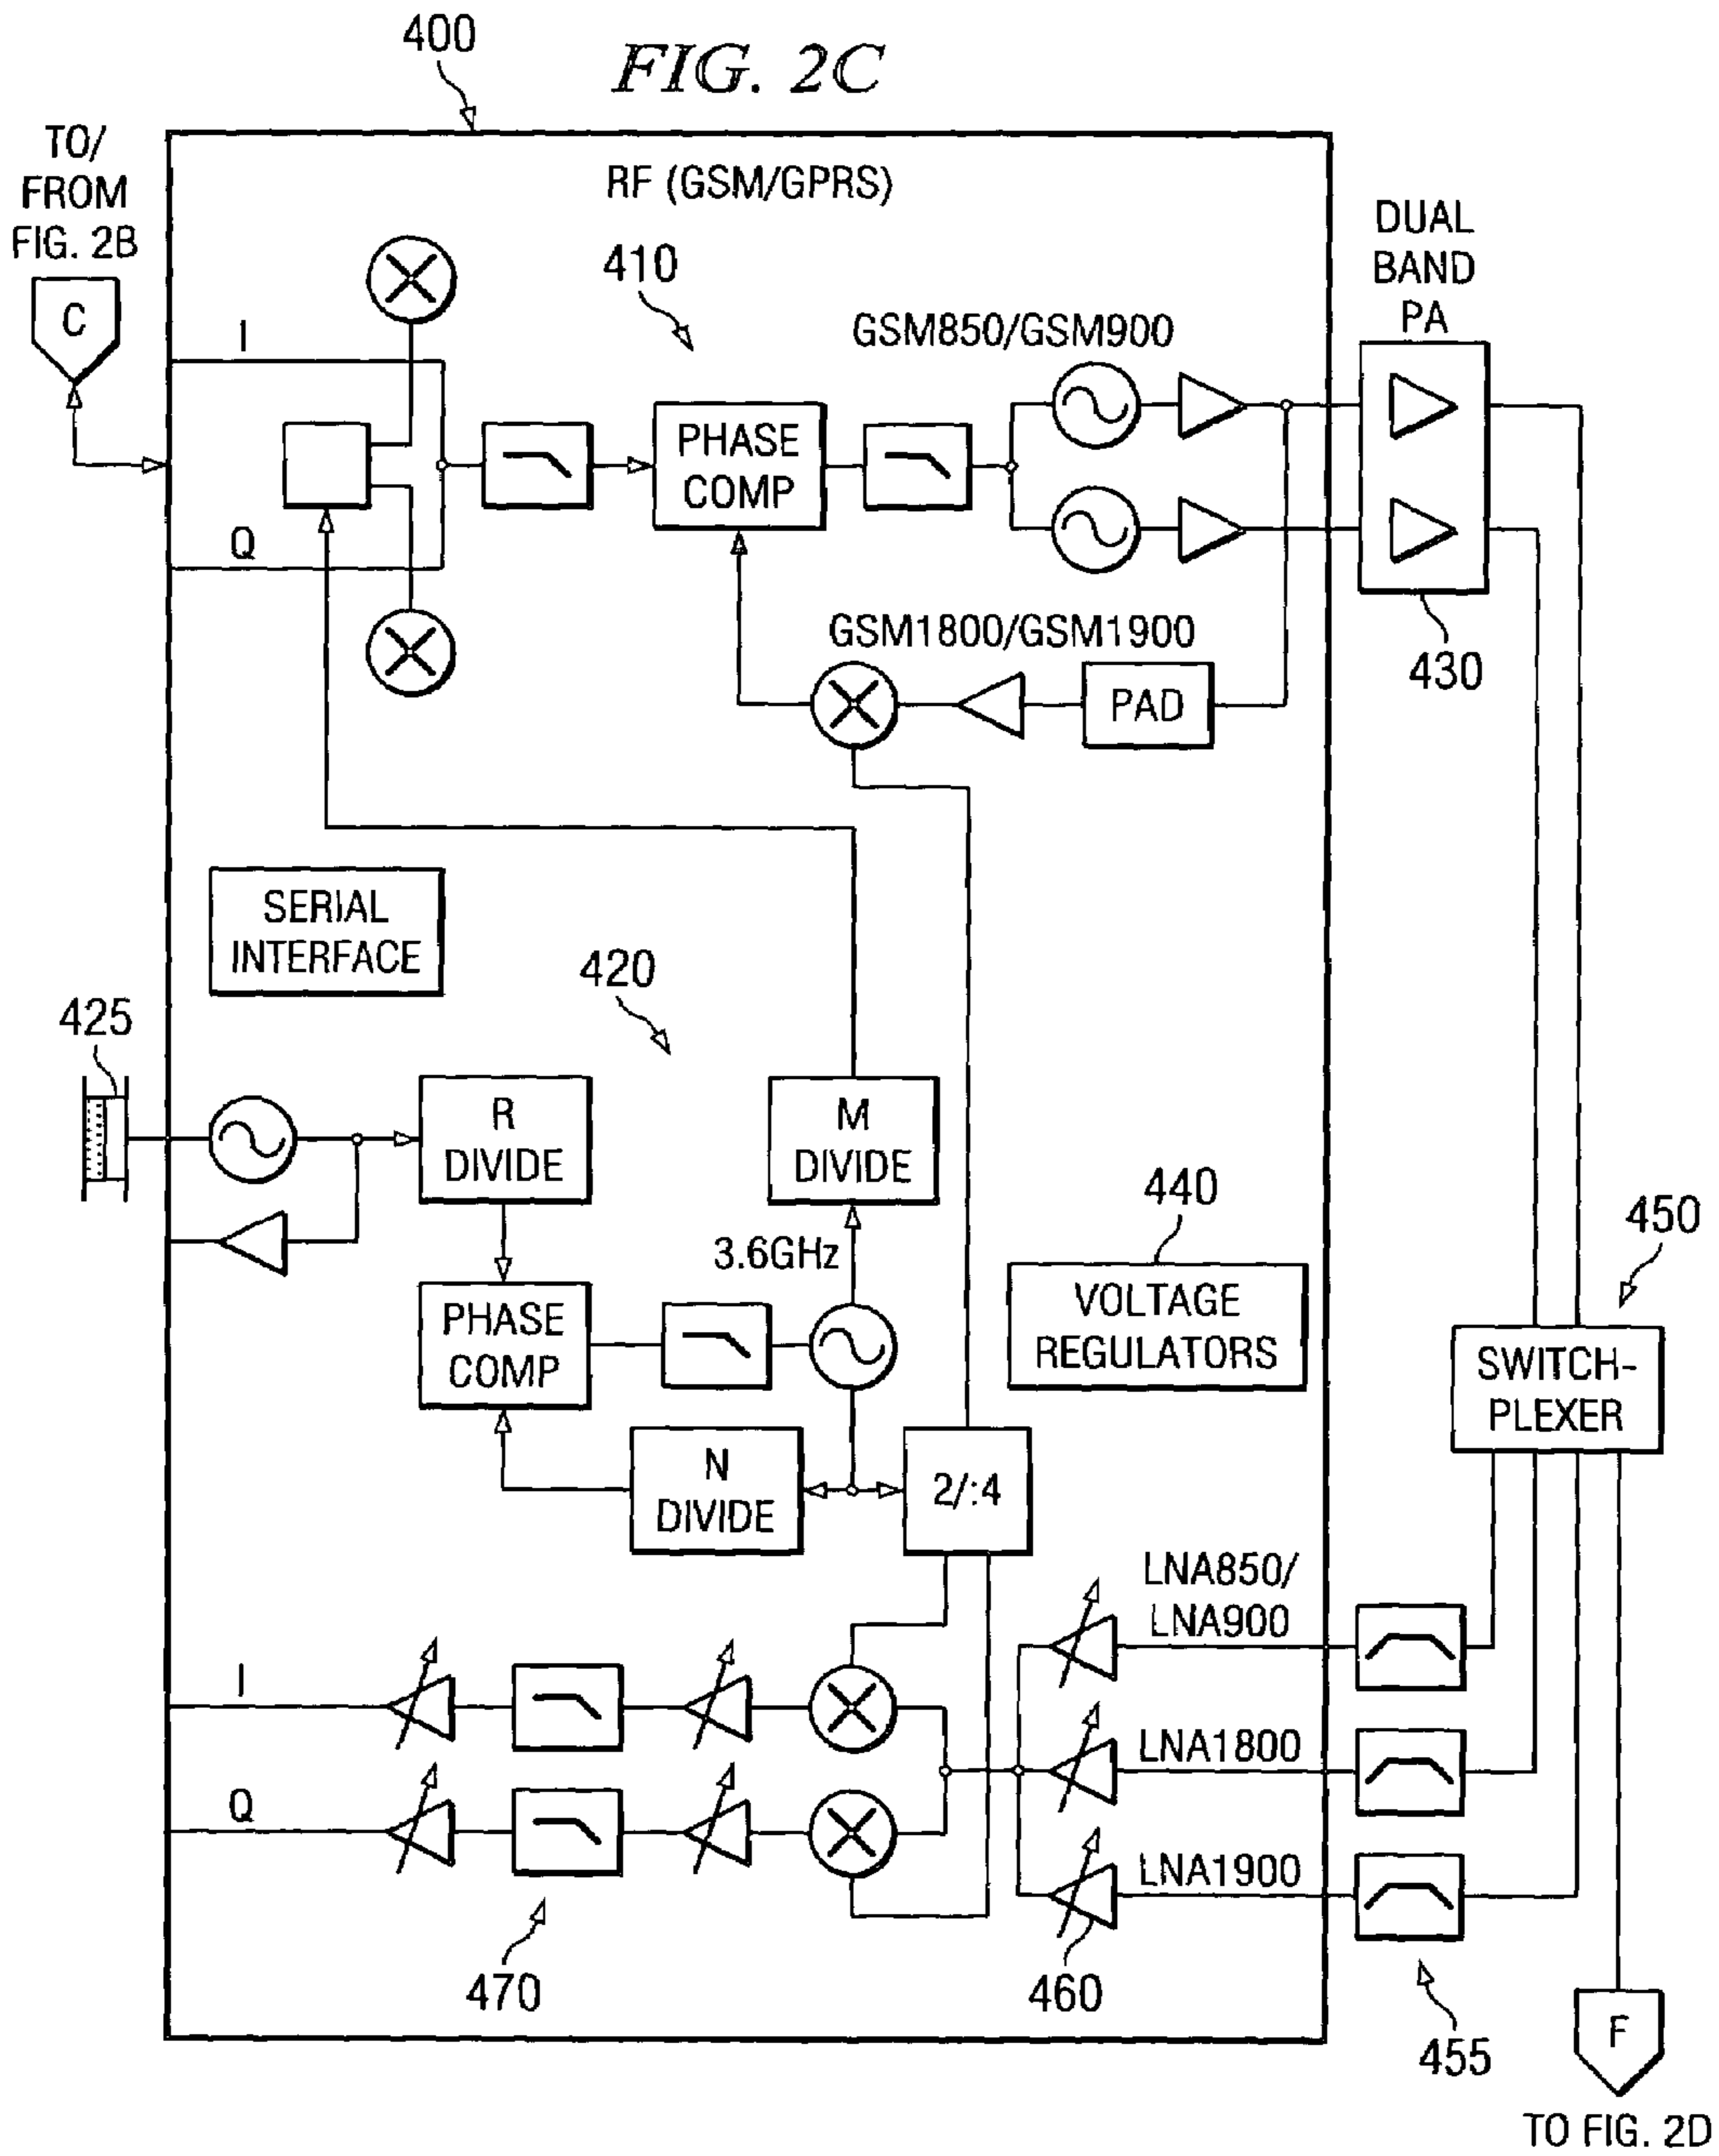 FIG. 2C
400
TO/
FROM
FIG. 2B
C
RF (GSM/GPRS)
410
DUAL
BAND
PA
I
GSM850/GSM900
PHASE
COMP
Q
GSM1800/GSM1900
430
PAD
SERIAL
INTERFACE
420
425
R
DIVIDE
M
DIVIDE
440
450
3.6GHz
PHASE
COMP
VOLTAGE
REGULATORS
SWITCH-
PLEXER
N
DIVIDE
2/:4
LNA850/
LNA900
I
LNA1800
Q
LNA1900
470
460
455
F
TO FIG. 2D